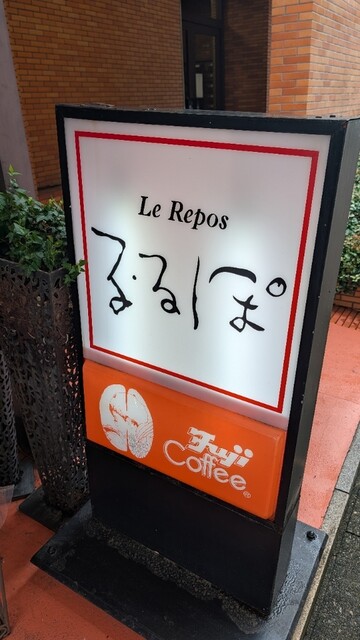 Le Repos
る・るぽ
Fuji
Coffee
®